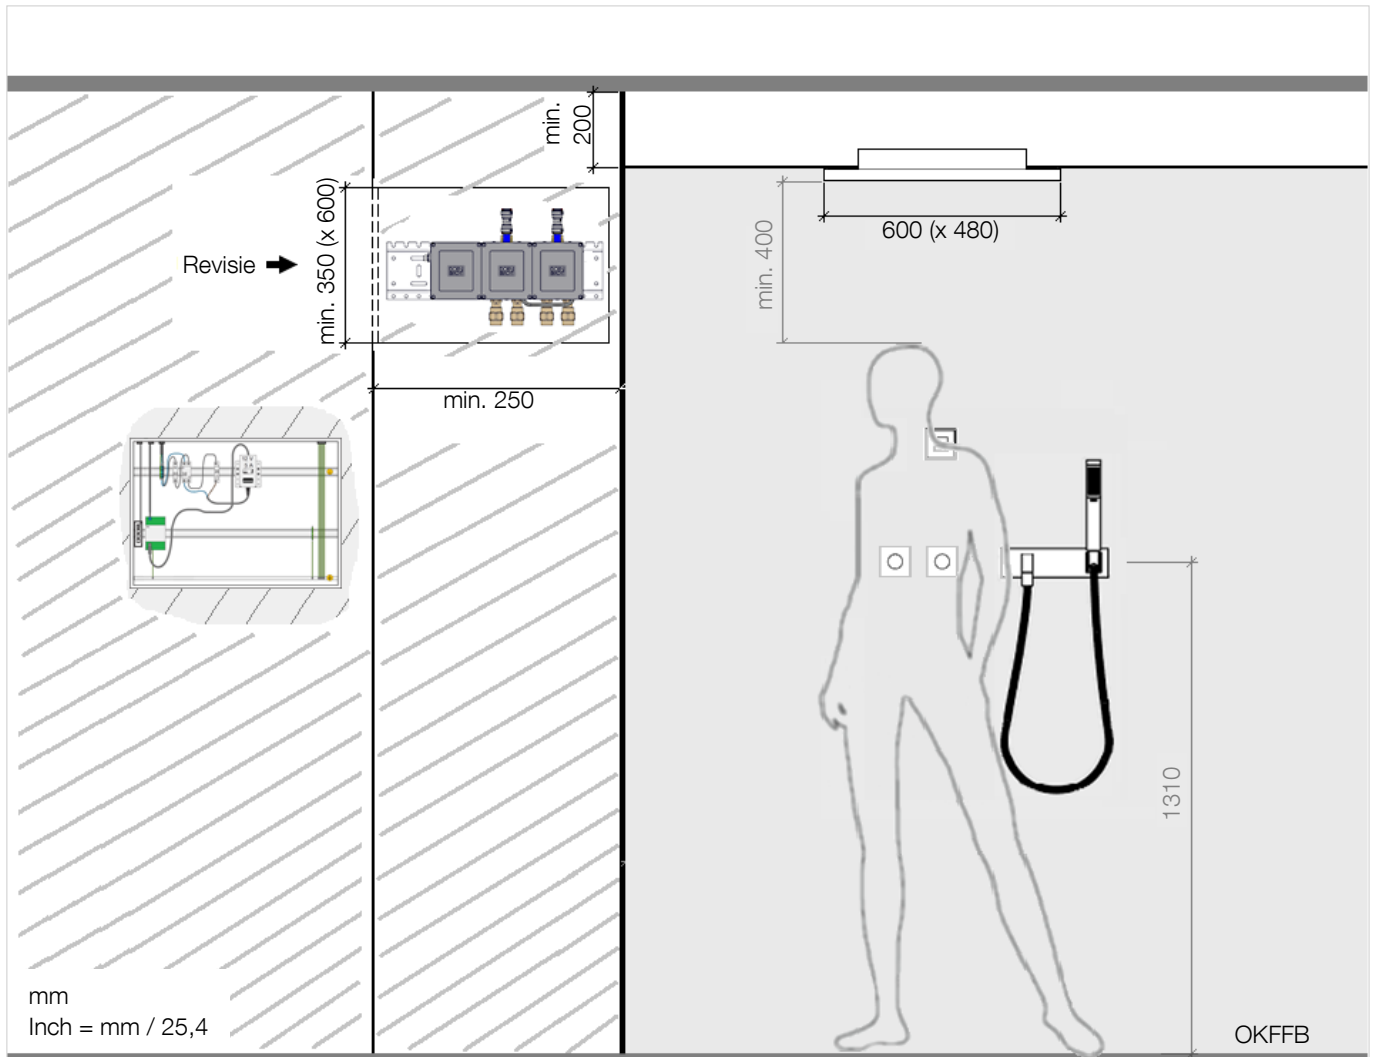 min.
200
min. 350 (x 600)
Revisie
600 (x 480)
min. 400
min. 250
1310
mm
Inch = mm / 25,4
OKFFB